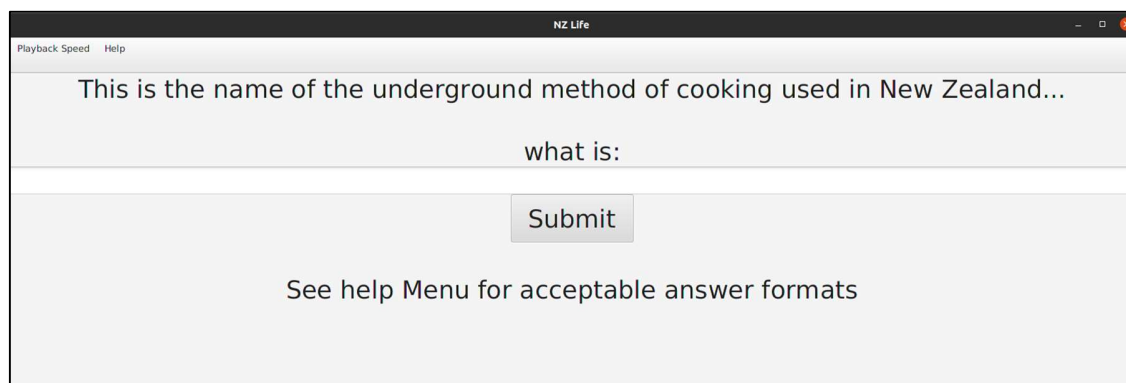 NZ Life
Playback Speed Help
This is the name of the underground method of cooking used in New Zealand...
what is:
Submit
See help Menu for acceptable answer formats